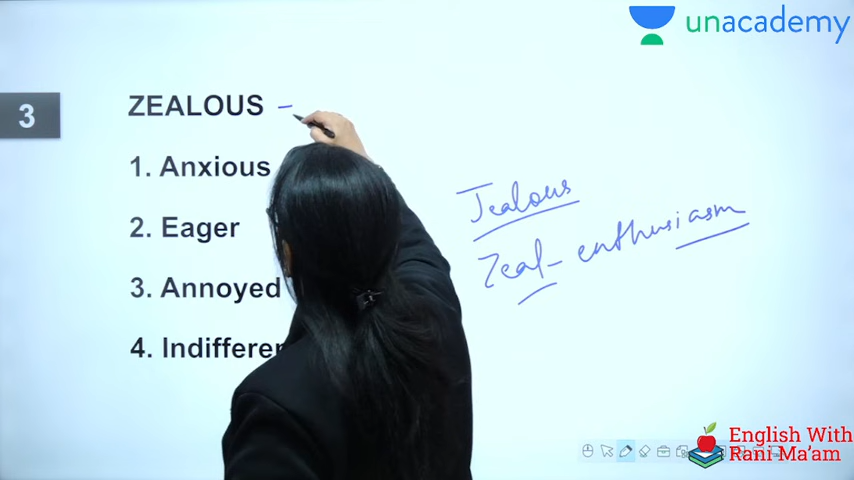 unacademy
3
ZEALOUS -
1. Anxious
2. Eager
3. Annoyed
4. Indifferen
Jealous
Zeal - enthusiasm
English With
Rani Ma'am